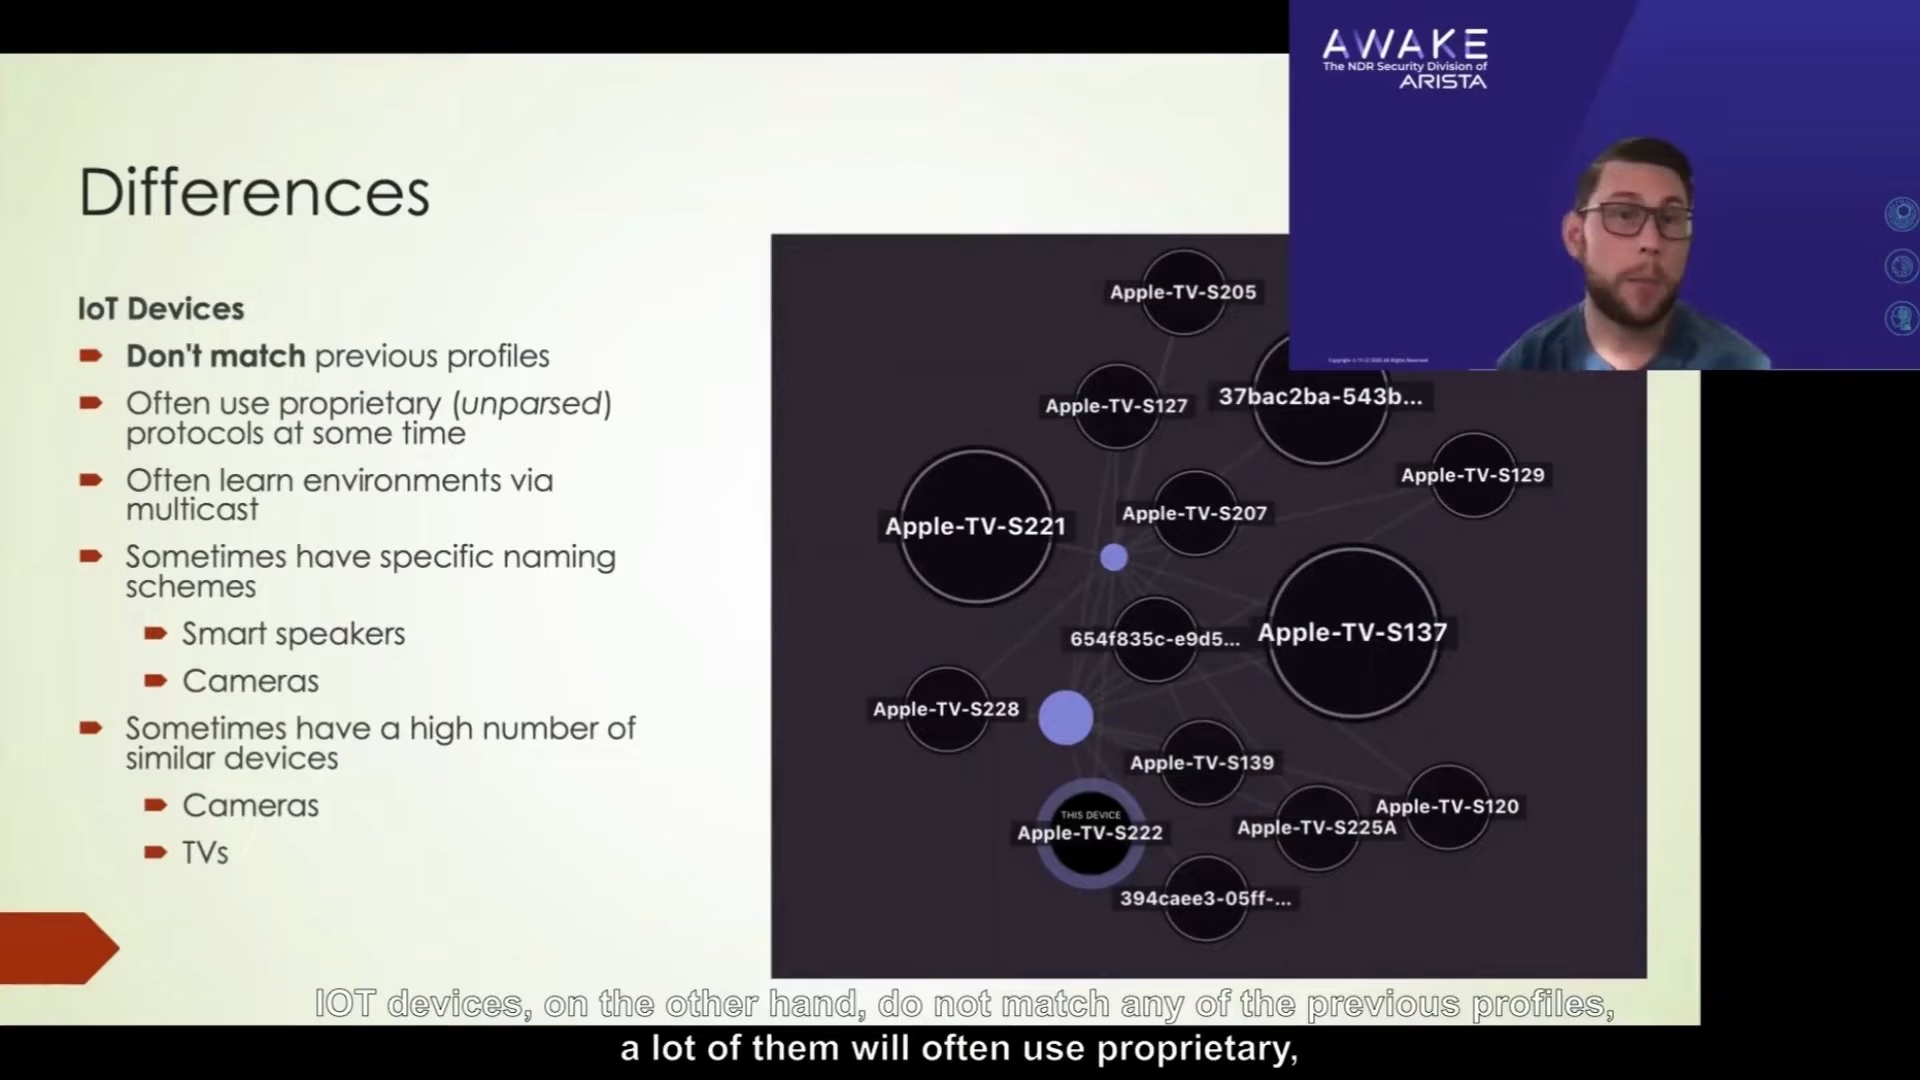 AWAKE
The NDR Security Division of
ARISTA
Differences
IoT Devices
Don't match previous profiles
Often use proprietary (unparsed)
protocols at some time
Often learn environments via
multicast
Sometimes have specific naming
schemes
Smart speakers
Cameras
Sometimes have a high number of
similar devices
Cameras
TVs
Apple-TV-S205
Apple-TV-S127
37bac2ba-543b...
Apple-TV-S129
Apple-TV-S221
Apple-TV-S207
654f835c-e9d5...
Apple-TV-S137
Apple-TV-S228
Apple-TV-S139
THIS DEVICE
Apple-TV-S222
Apple-TV-S225A
Apple-TV-S120
394caee3-05ff-...
IOT devices, on the other hand, do not match any of the previous profiles,
a lot of them will often use proprietary,